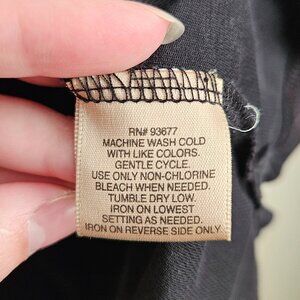 RN# 93677
MACHINE WASH COLD
WITH LIKE COLORS.
GENTLE CYCLE.
USE ONLY NON-CHLORINE
BLEACH WHEN NEEDED.
TUMBLE DRY LOW.
IRON ON LOWEST
SETTING AS NEEDED.
IRON ON REVERSE SIDE ONLY